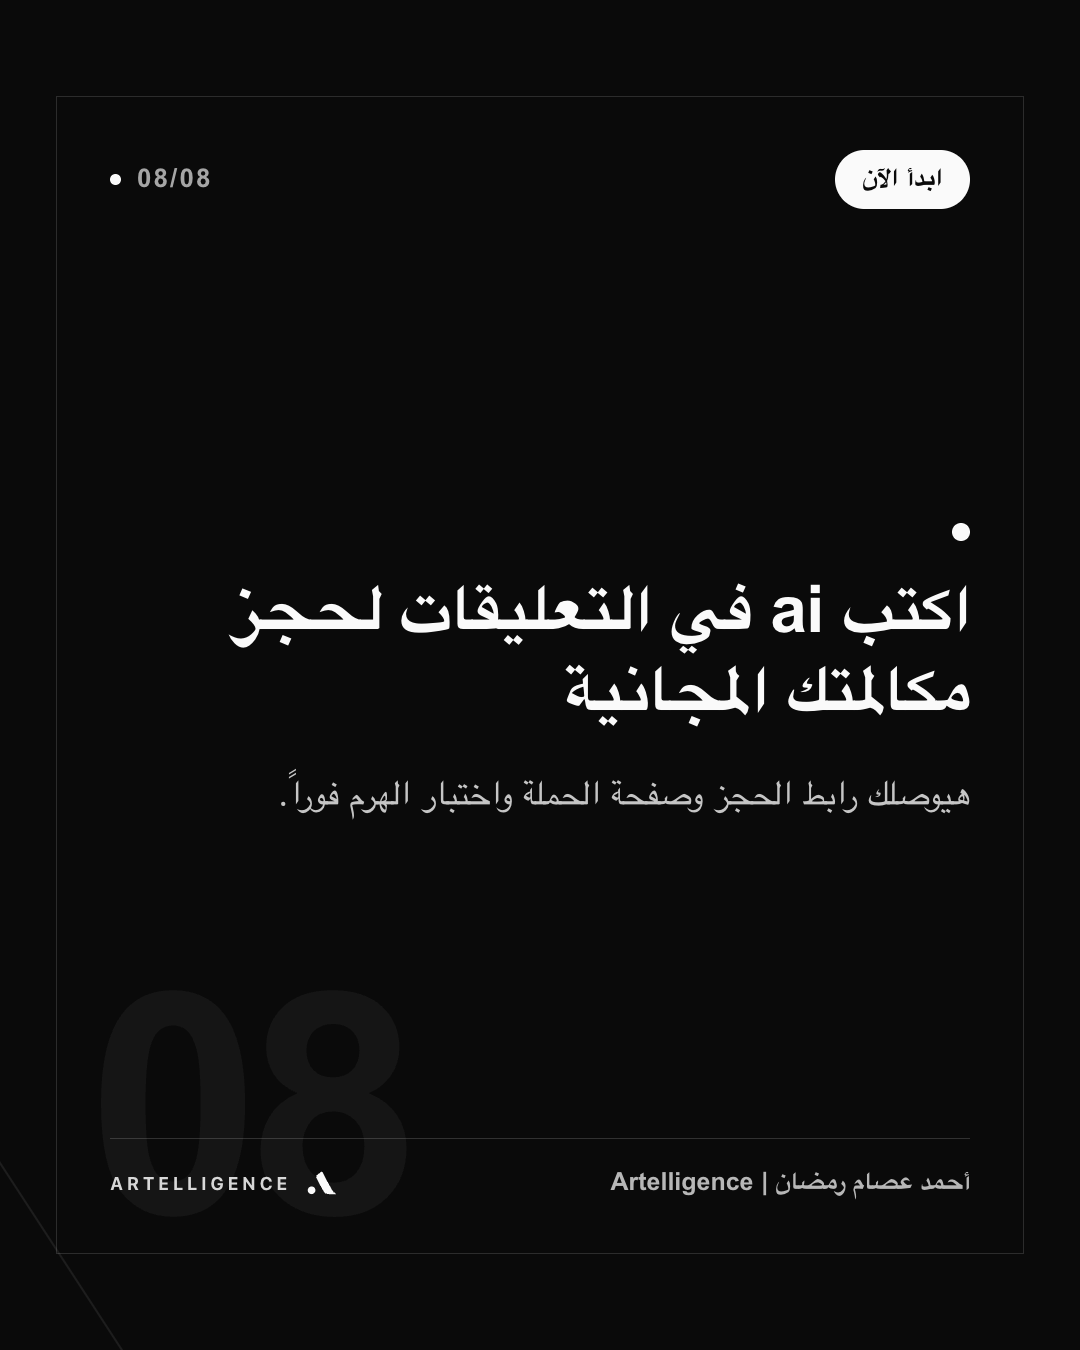 ابدأ الآن
08/08
اكتب ai في التعليقات لحجز
مكالمتك المجانية
هيوصلك رابط الحجز وصفحة الحملة واختبار الهرم فوراً.
08
أحمد عصام رمضان | Artelligence
ARTELLIGENCE